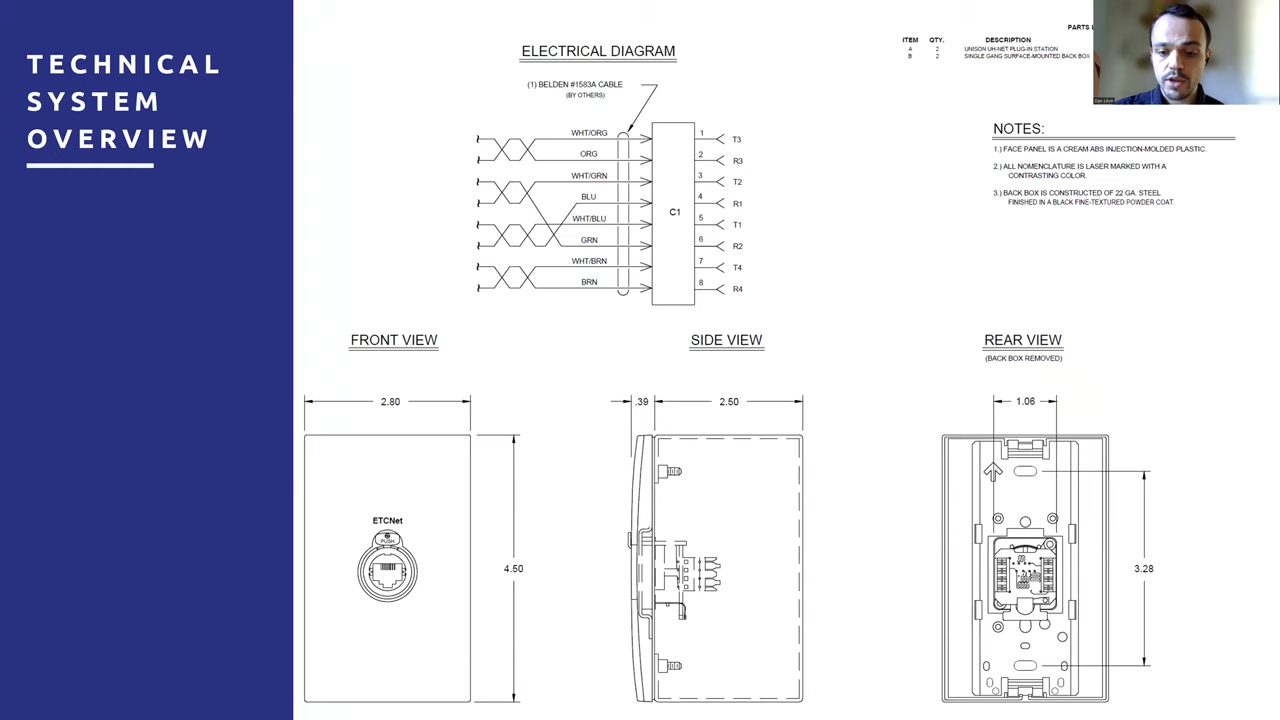 TECHNICAL
SYSTEM
OVERVIEW
ELECTRICAL DIAGRAM
(1) BELDEN #1583A CABLE
(BY OTHERS)
WHT/ORG
ORG
WHT/GRN
BLU
WHT/BLU
GRN
WHT/BRN
BRN
C1
1 T3
2 R3
3 T2
4 R1
5 T1
6 R2
7 T4
8 R4
PARTS
ITEM QTY. DESCRIPTION
A 2 UNISON UH-NET PLUG-IN STATION
B 2 SINGLE GANG SURFACE-MOUNTED BACK BOX
NOTES:
1.) FACE PANEL IS A CREAM ABS INJECTION-MOLDED PLASTIC.
2.) ALL NOMENCLATURE IS LASER MARKED WITH A
CONTRASTING COLOR.
3.) BACK BOX IS CONSTRUCTED OF 22 GA. STEEL
FINISHED IN A BLACK FINE-TEXTURED POWDER COAT.
FRONT VIEW
2.80
ETCNet
PUSH
4.50
SIDE VIEW
.39
2.50
REAR VIEW
(BACK BOX REMOVED)
1.06
3.28